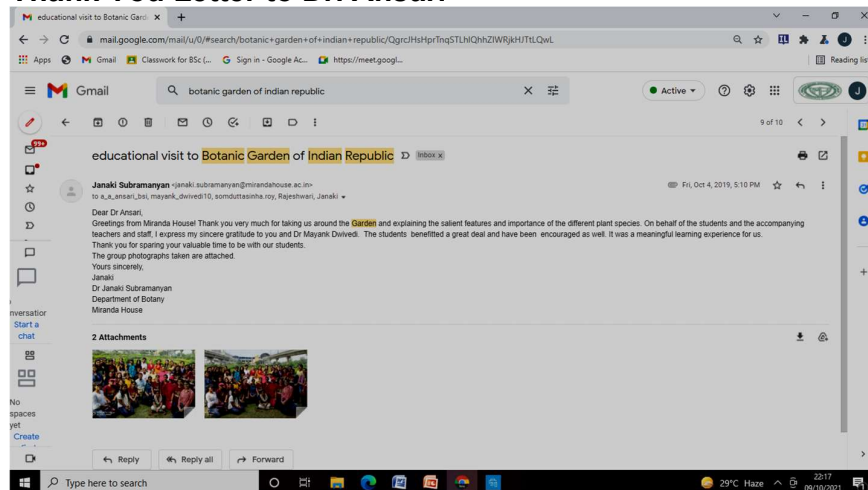 Thank You Letter to Dr. Ansari
educational visit to Botanic Gard
mail.google.com/mail/u/0/#search/botanic+garden+of+indian+republic/QgrcJHsHprTnqSTLhlQhhZlWRjkHJTtLQwL
Apps
Gmail
Classwork for BSc (...
Sign in - Google Ac...
https://meet.googl...
Reading list
Gmail
botanic garden of indian republic
Active
99+
9 of 10
educational visit to Botanic Garden of Indian Republic Inbox x
Janaki Subramanyan <janaki.subramanyan@mirandahouse.ac.in>
Fri, Oct 4, 2019, 5:10 PM
to a_a_ansari_bsi, mayank_dwivedi10, somduttasinha.roy, Rajeshwari, Janaki
Dear Dr Ansari,
Greetings from Miranda House! Thank you very much for taking us around the Garden and explaining the salient features and importance of the different plant species. On behalf of the students and the accompanying
teachers and staff, I express my sincere gratitude to you and Dr Mayank Dwivedi. The students benefitted a great deal and have been encouraged as well. It was a meaningful learning experience for us.
Thank you for sparing your valuable time to be with our students.
The group photographs taken are attached.
Yours sincerely,
Janaki
Dr Janaki Subramanyan
Department of Botany
Miranda House
nversation
Start a
chat
2 Attachments
No
spaces
yet
Create
Reply
Reply all
Forward
Type here to search
29°C Haze
22:17
09/10/2021